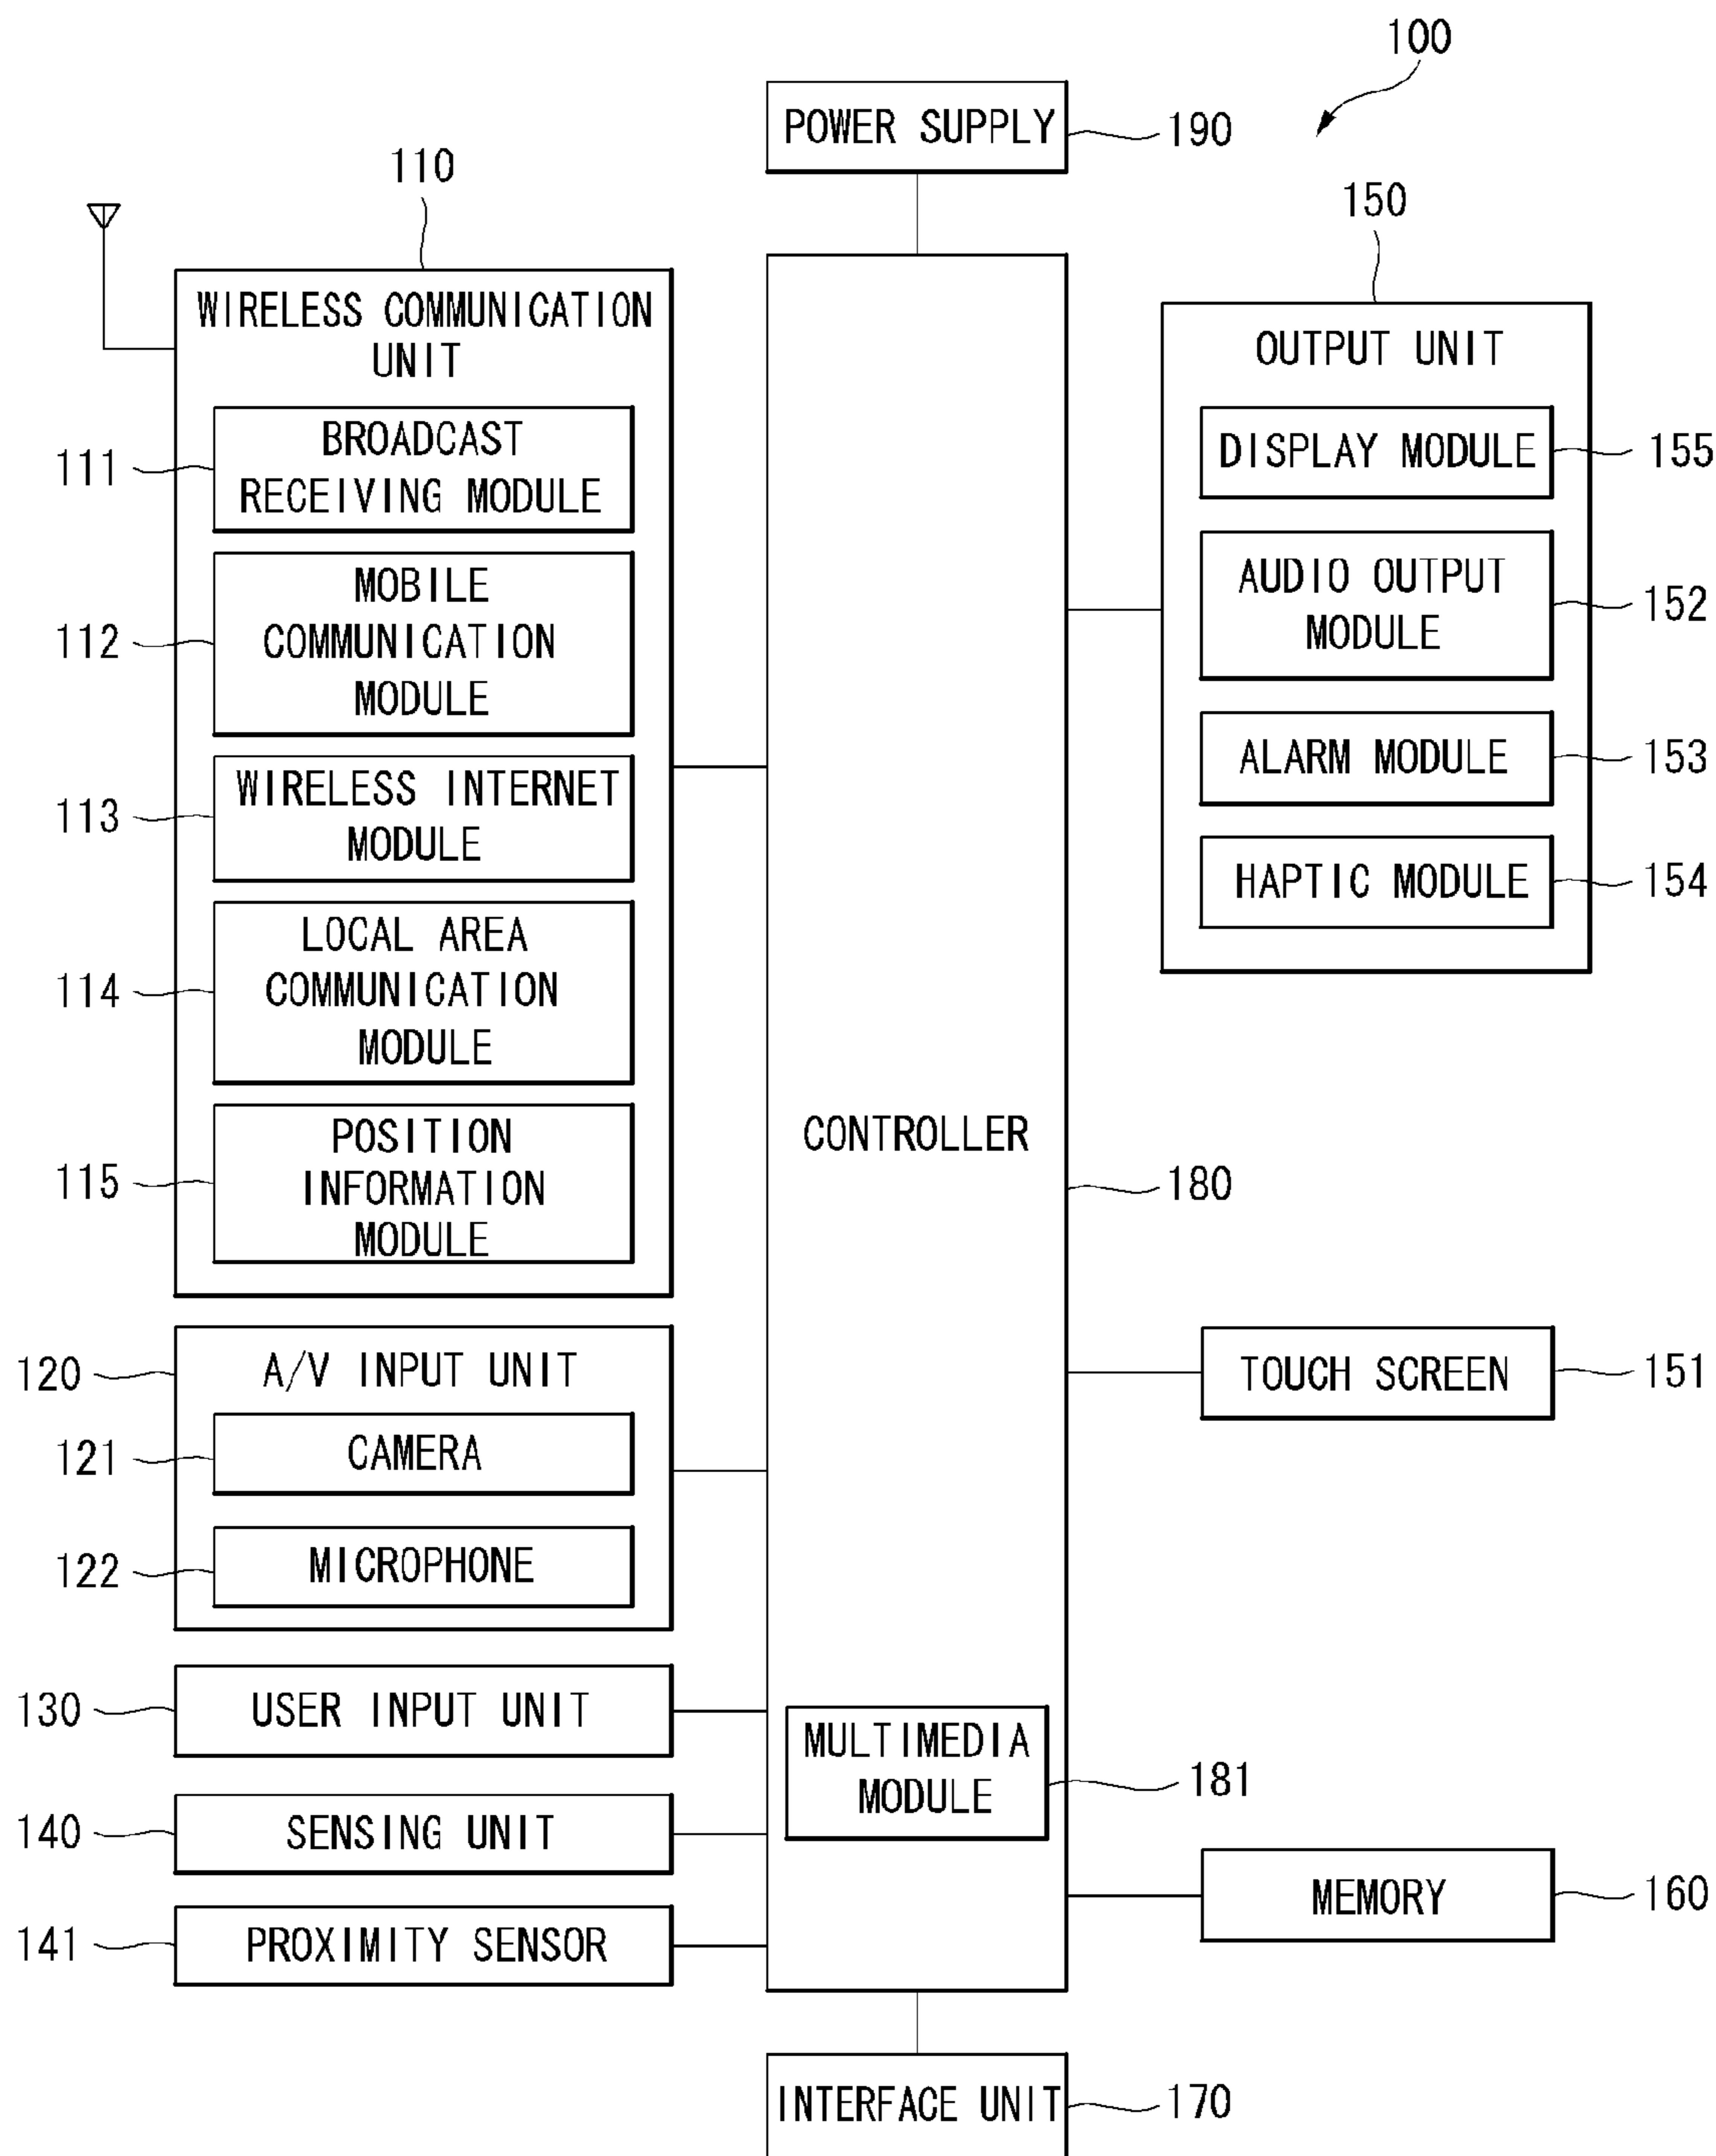 100
POWER SUPPLY
190
110
150
WIRELESS COMMUNICATION
UNIT
111
BROADCAST
RECEIVING MODULE
112
MOBILE
COMMUNICATION
MODULE
113
WIRELESS INTERNET
MODULE
114
LOCAL AREA
COMMUNICATION
MODULE
115
POSITION
INFORMATION
MODULE
120
A/V INPUT UNIT
121
CAMERA
122
MICROPHONE
130
USER INPUT UNIT
140
SENSING UNIT
141
PROXIMITY SENSOR
CONTROLLER
180
MULTIMEDIA
MODULE
181
OUTPUT UNIT
DISPLAY MODULE
155
AUDIO OUTPUT
MODULE
152
ALARM MODULE
153
HAPTIC MODULE
154
TOUCH SCREEN
151
MEMORY
160
INTERFACE UNIT
170